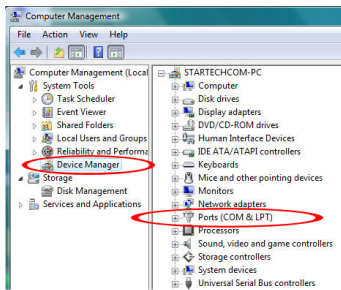 Computer Management
File Action View Help
Computer Management (Local
System Tools
Task Scheduler
Event Viewer
Shared Folders
Local Users and Groups
Reliability and Performa
Device Manager
Storage
Disk Management
Services and Applications
STARTECHCOM-PC
Computer
Disk drives
Display adapters
DVD/CD-ROM drives
Human Interface Devices
IDE ATA/ATAPI controllers
Keyboards
Mice and other pointing devices
Monitors
Network adapters
Ports (COM & LPT)
Processors
Sound, video and game controllers
Storage controllers
System devices
Universal Serial Bus controllers